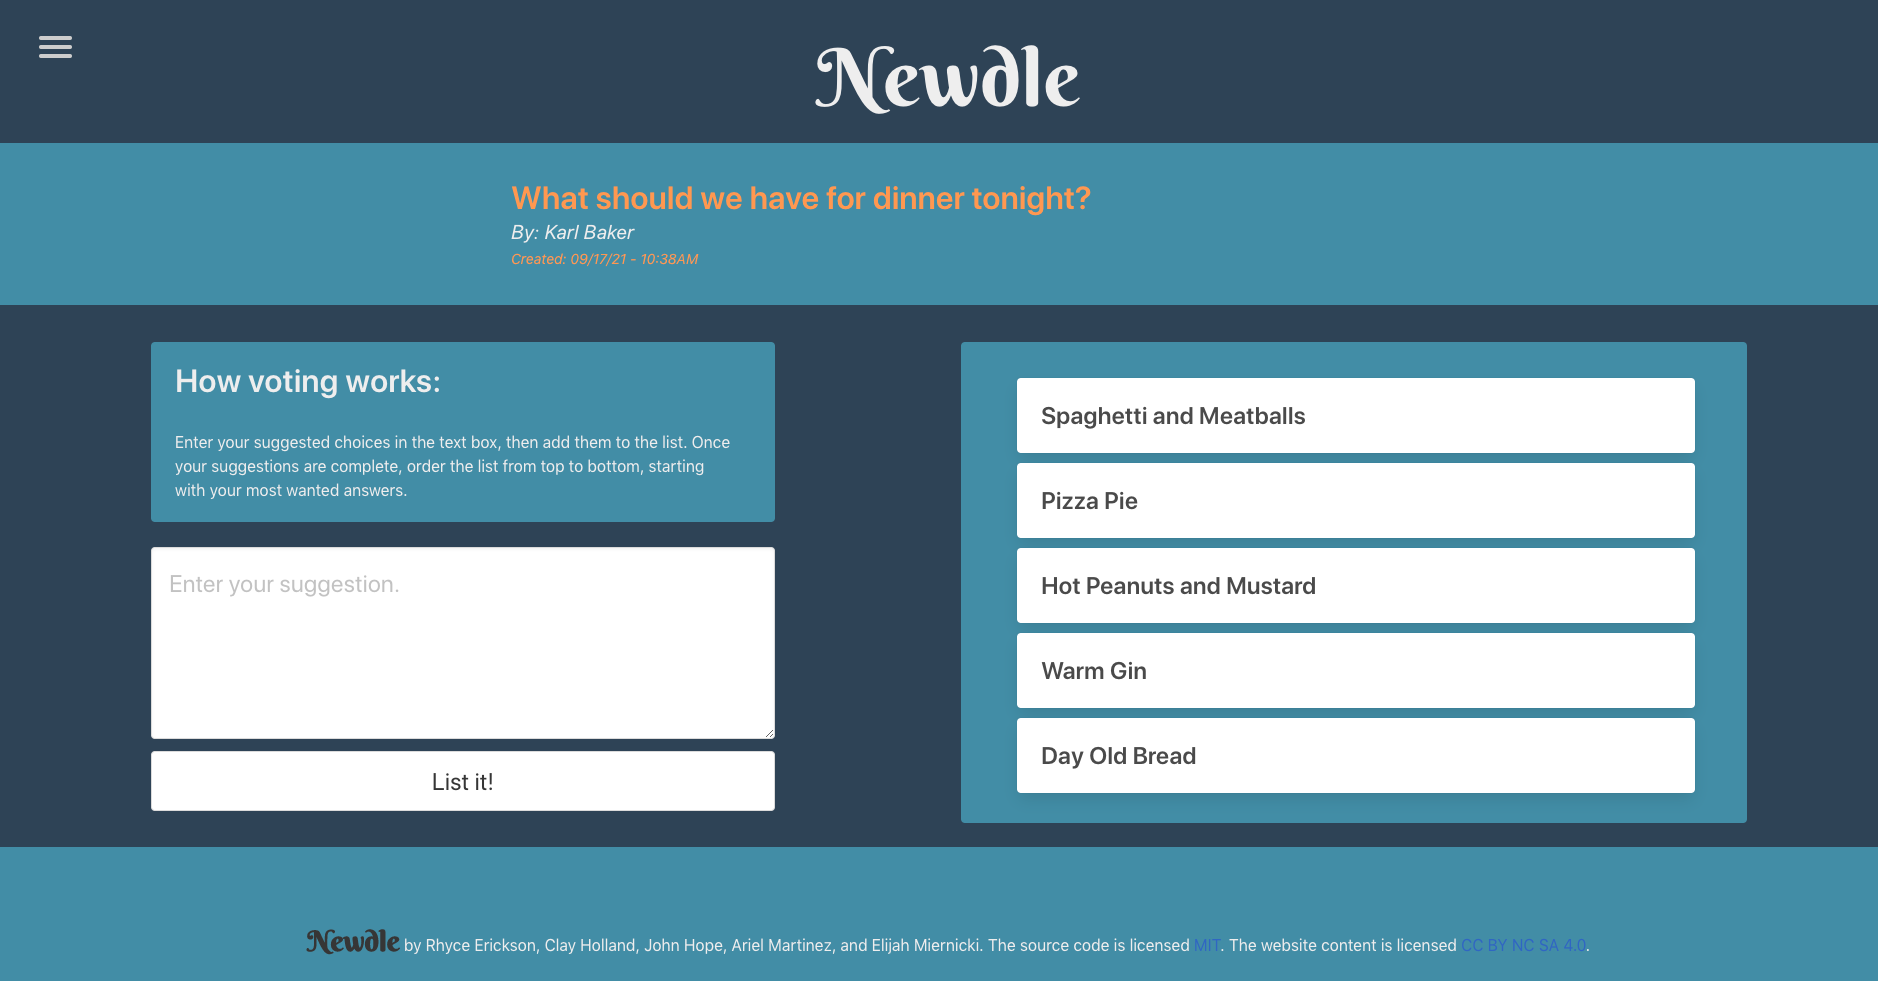 Newdle
What should we have for dinner tonight?
By: Karl Baker
Created: 09/17/21 - 10:38AM
How voting works:
Enter your suggested choices in the text box, then add them to the list. Once
your suggestions are complete, order the list from top to bottom, starting
with your most wanted answers.
Enter your suggestion.
List it!
Spaghetti and Meatballs
Pizza Pie
Hot Peanuts and Mustard
Warm Gin
Day Old Bread
Newdle by Rhyce Erickson, Clay Holland, John Hope, Ariel Martinez, and Elijah Miernicki. The source code is licensed MIT. The website content is licensed CC BY NC SA 4.0.